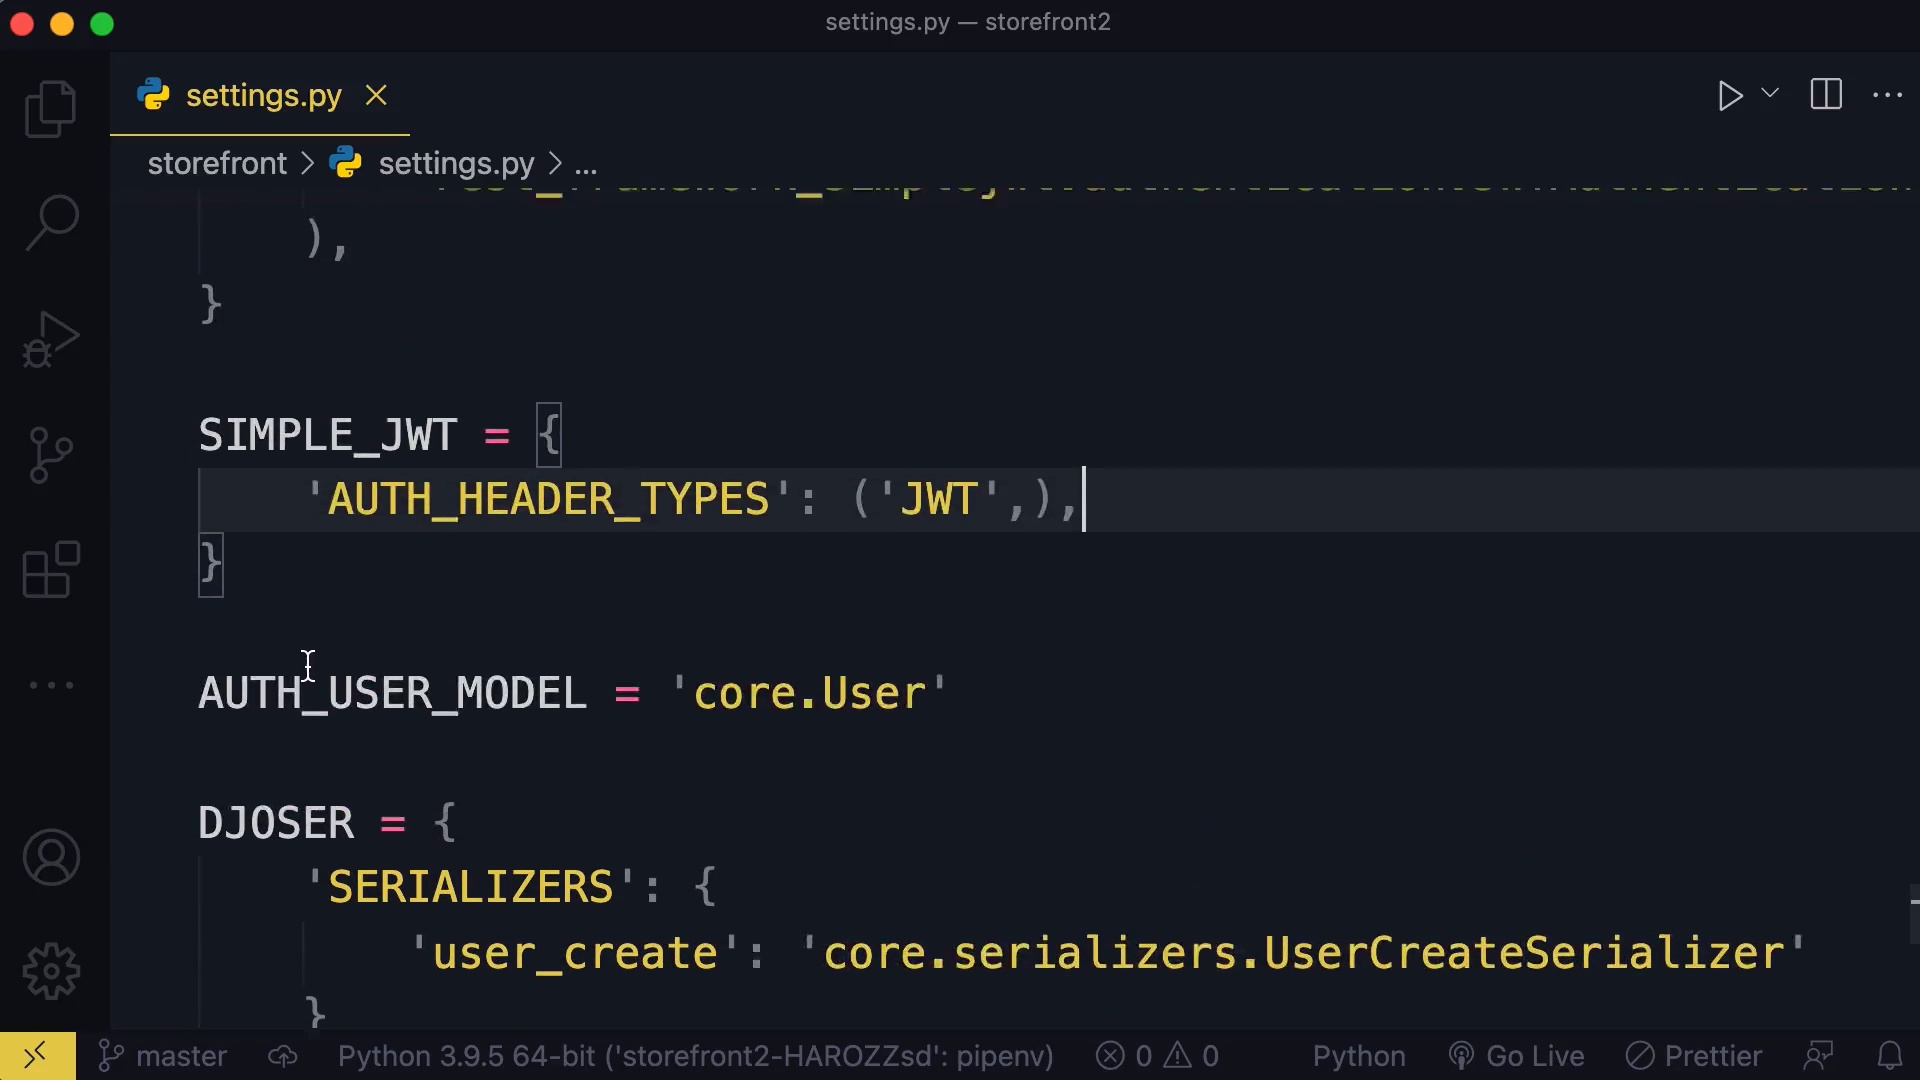 settings.py — storefront2
settings.py
storefront > settings.py > ...
),
}
SIMPLE_JWT = {
'AUTH_HEADER_TYPES': ('JWT',),
}
AUTH_USER_MODEL = 'core.User'
DJOSER = {
'SERIALIZERS': {
'user_create': 'core.serializers.UserCreateSerializer'
}
master Python 3.9.5 64-bit ('storefront2-HAROZZsd': pipenv) 0 0 Python Go Live Prettier